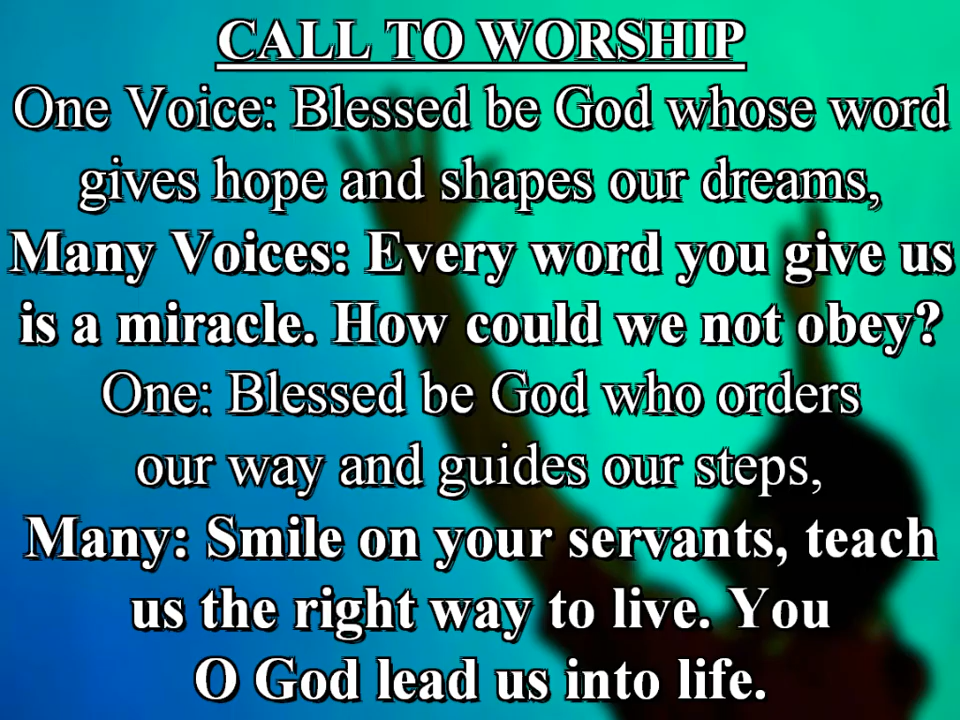 CALL TO WORSHIP
One Voice: Blessed be God whose word
gives hope and shapes our dreams,
Many Voices: Every word you give us
is a miracle. How could we not obey?
One: Blessed be God who orders
our way and guides our steps,
Many: Smile on your servants, teach
us the right way to live. You
O God lead us into life.